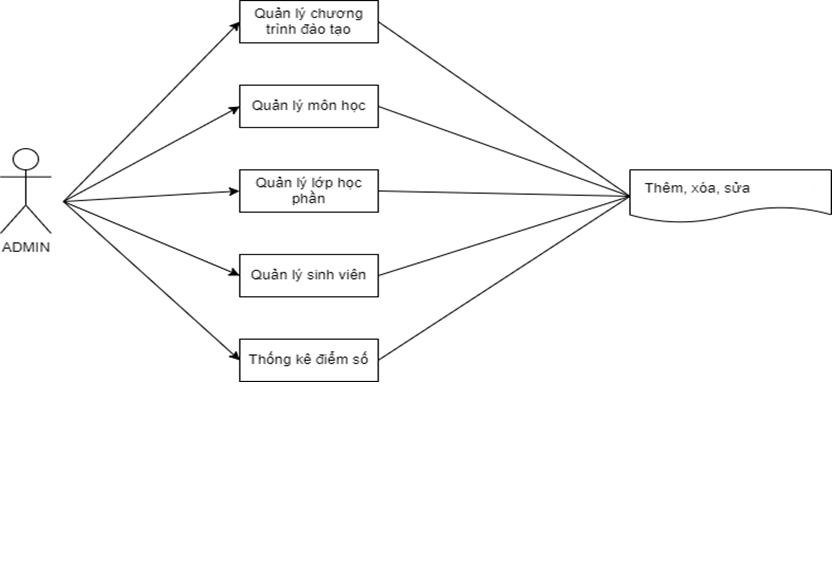 Quản lý chương
trình đào tạo
Quản lý môn học
Quản lý lớp học
phần
Thêm, xóa, sửa
ADMIN
Quản lý sinh viên
Thống kê điểm số